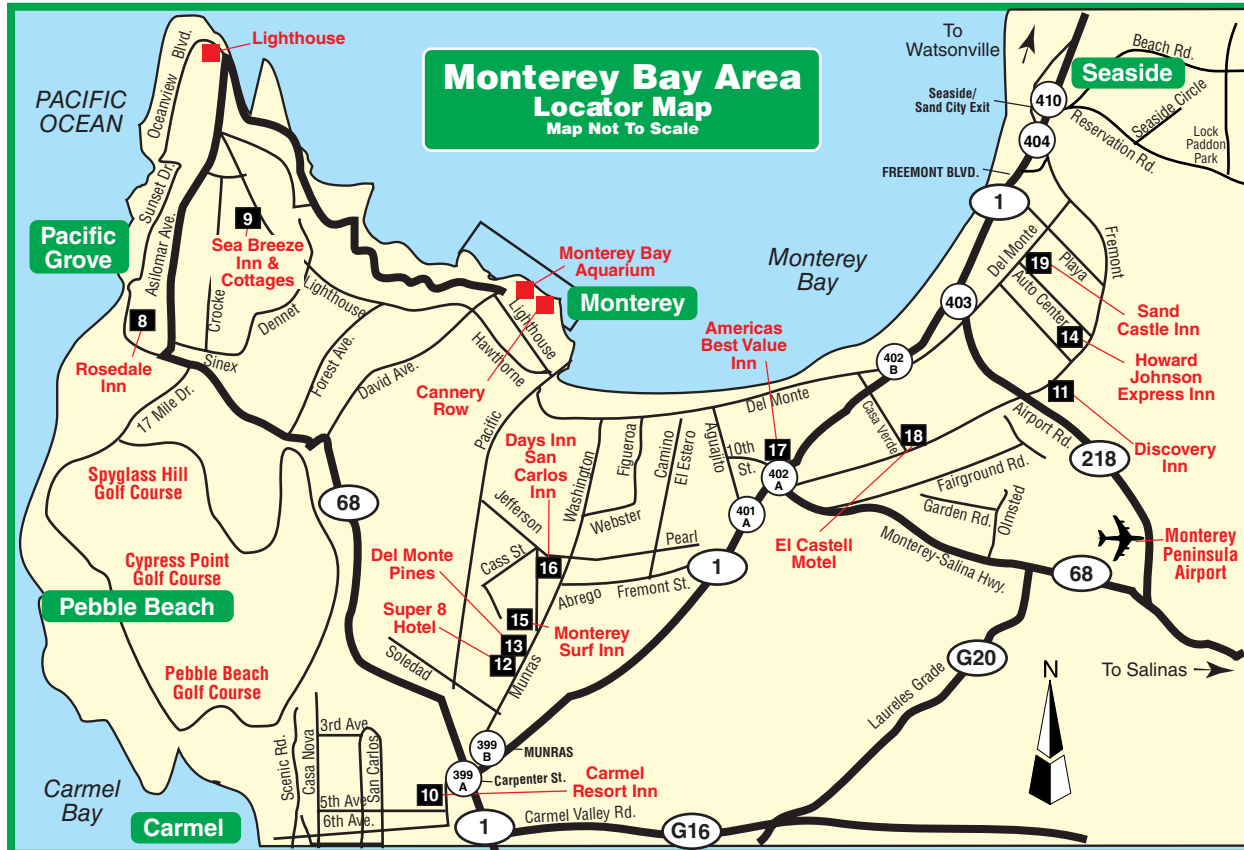 Monterey Bay Area
Locator Map
Map Not To Scale
Lighthouse
Oceanview
Blvd.
PACIFIC
OCEAN
To
Watsonville
Beach Rd.
Seaside
Seaside/
Sand City Exit
410
Seaside Circle
Reservation Rd.
Lock
Paddon
Park
404
FREEMONT BLVD.
1
Sunset Dr.
Asilomar Ave.
Pacific
Grove
9
Sea Breeze
Inn &
Cottages
Crocke
Dennet
Lighthouse
8
Rosedale
Inn
Sinex
17 Mile Dr.
Forest Ave.
David Ave.
Monterey Bay
Aquarium
Monterey
Lighthouse
Hawthorne
Cannery
Row
Monterey
Bay
Del Monte
19
Playa
Fremont
Auto Center
Sand
Castle Inn
403
14
Howard
Johnson
Express Inn
Americas
Best Value
Inn
402
B
11
Airport Rd.
Discovery
Inn
Del Monte
Casa Verde
18
17
10th
St.
402
A
Aguajito
El Estero
Camino
Figueroa
Washington
Pacific
Days Inn
San
Carlos
Inn
Webster
Jefferson
Pearl
Cass St.
16
Abrego
Fremont St.
401
A
1
El Castell
Motel
Fairground Rd.
Garden Rd.
Olmsted
218
Monterey-Salina Hwy.
68
Monterey
Peninsula
Airport
Spyglass Hill
Golf Course
68
Cypress Point
Golf Course
Pebble Beach
Pebble Beach
Golf Course
Del Monte
Pines
Super 8
Hotel
15
13
12
Monterey
Surf Inn
Soledad
Munras
G20
Laureles Grade
To Salinas
N
399
B
MUNRAS
399
A
Carpenter St.
Carmel
Resort Inn
10
Scenic Rd.
Casa Nova
3rd Ave.
San Carlos
5th Ave.
6th Ave.
Carmel
Bay
Carmel
1
Carmel Valley Rd.
G16